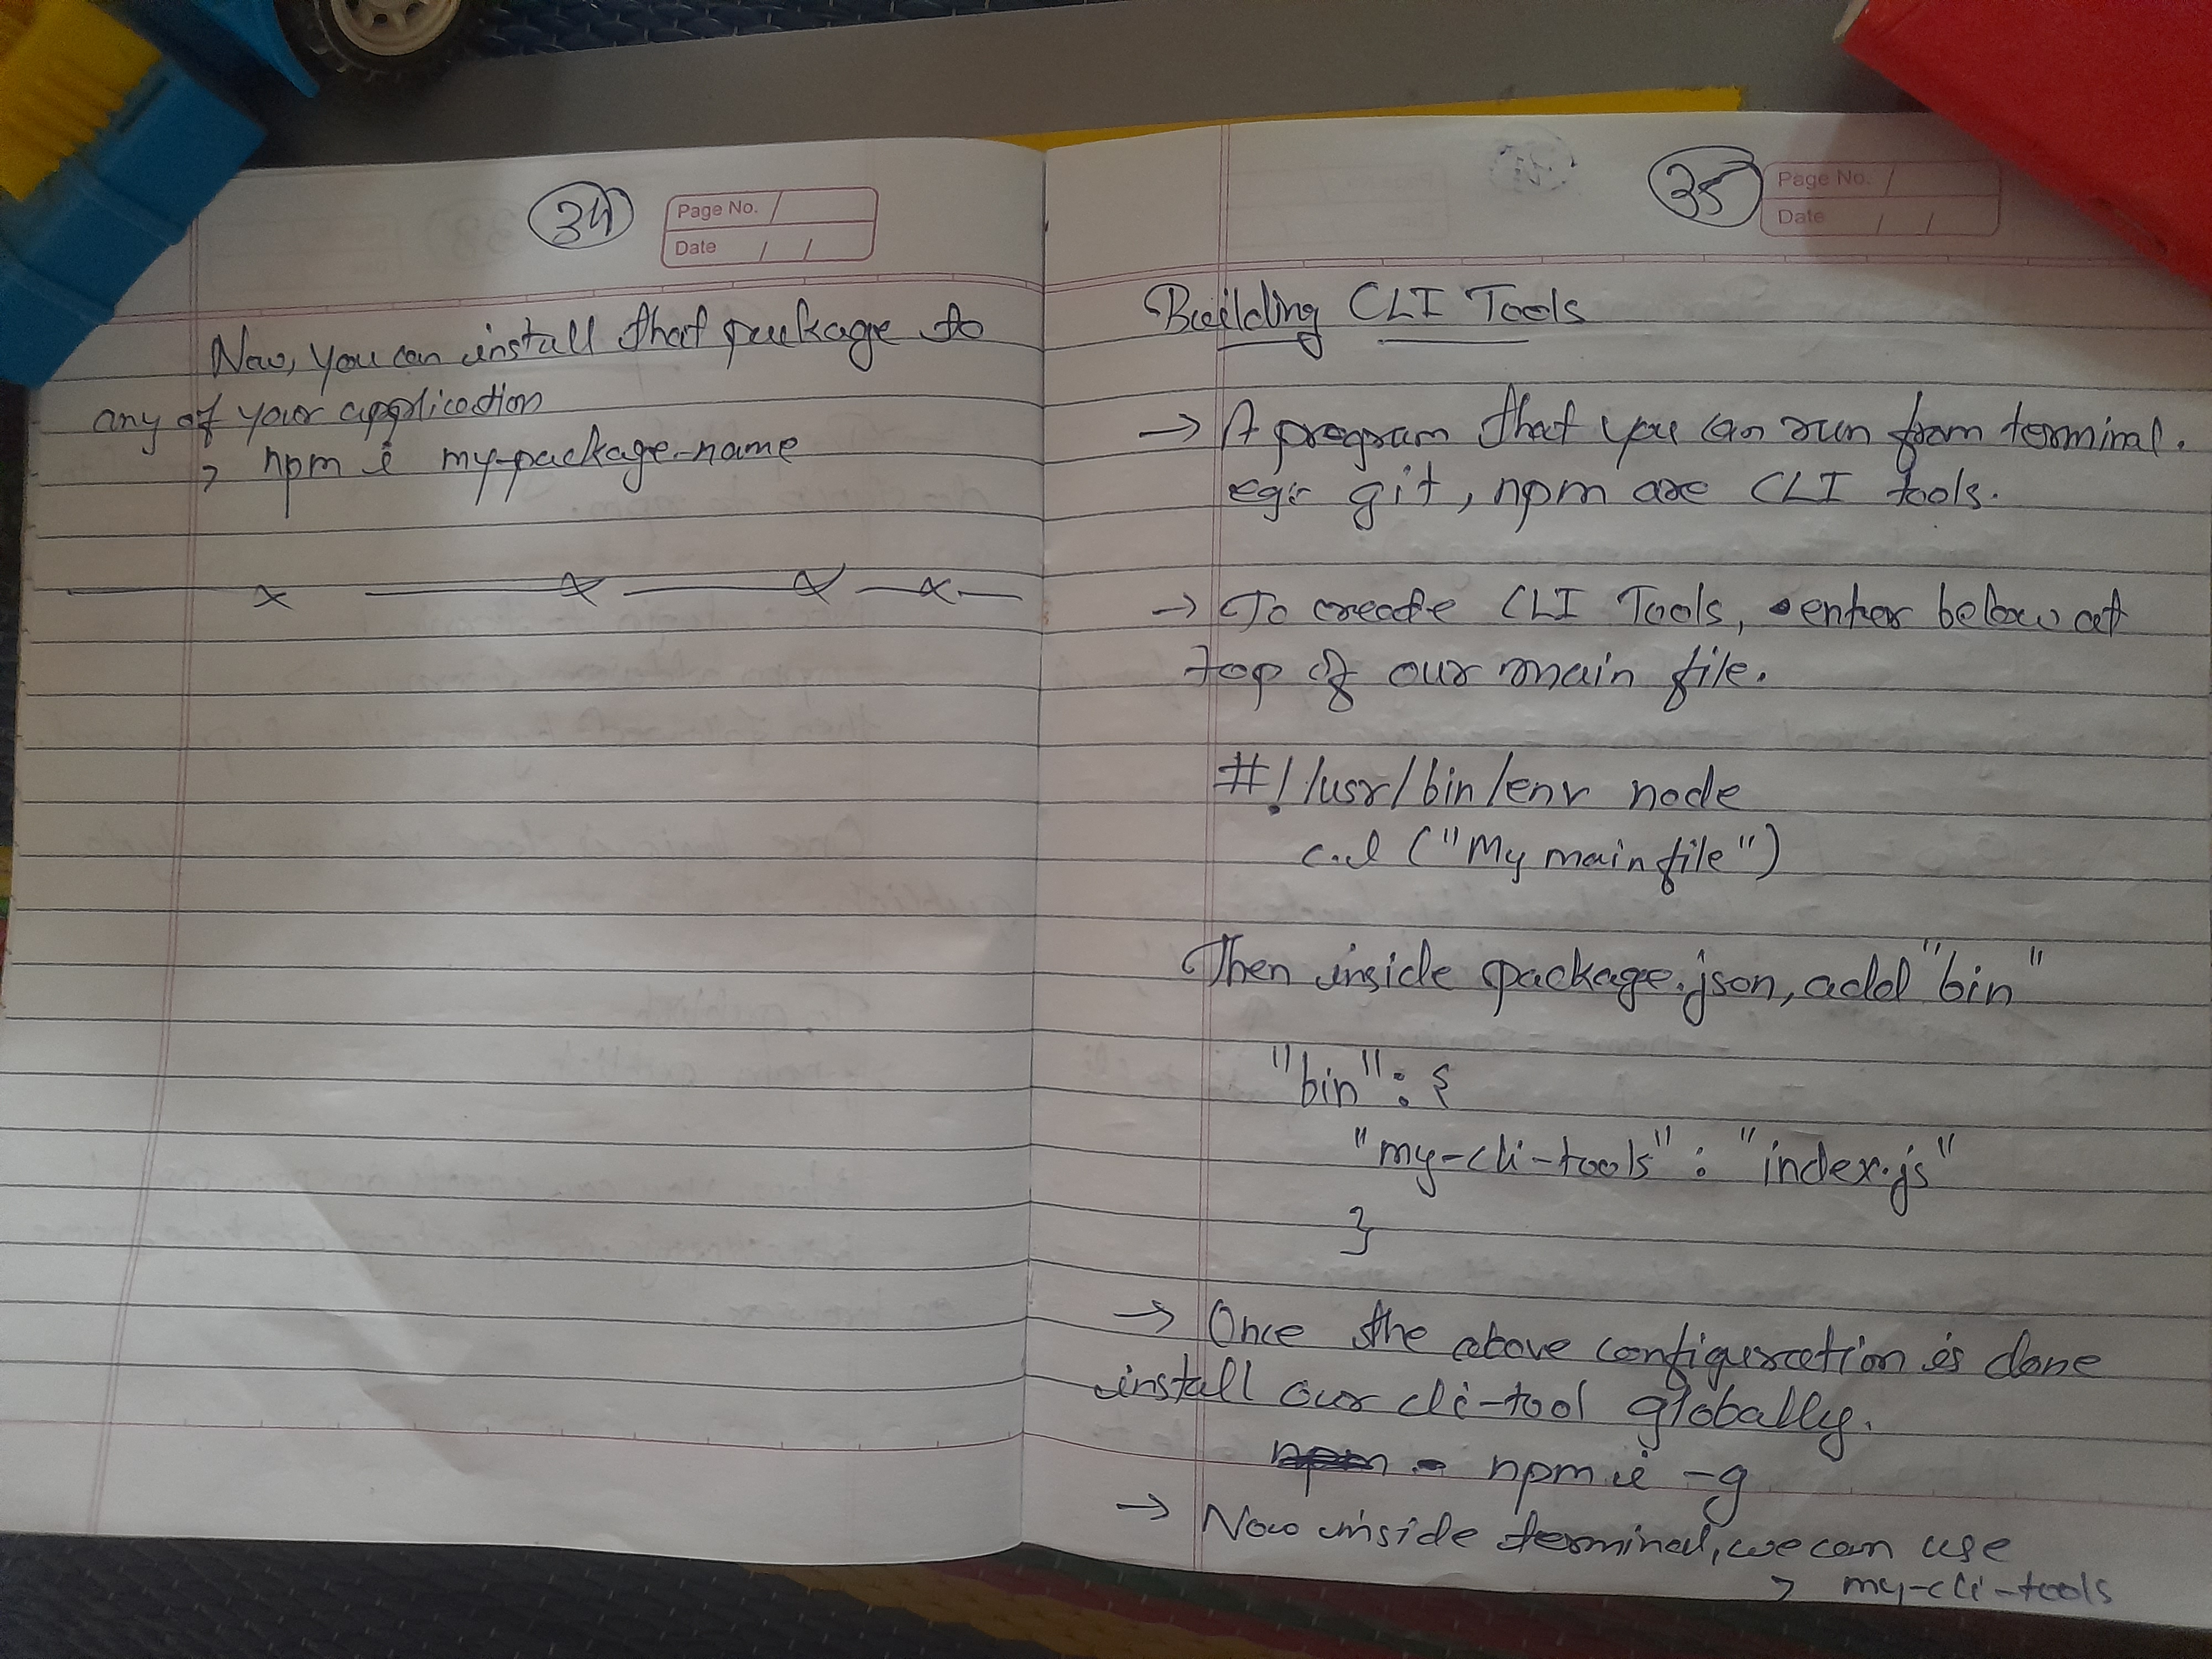 34
Page No.
Date / /
Now, you can install that package to
any of your application
> npm i my-package-name
x x x x
35
Page No.
Date / /
Building CLI Tools
→ A program that you can run from terminal.
eg:- git, npm are CLI tools.
→ To create CLI Tools, enter below at
top of our main file.
#!/usr/bin/env node
c.l ("My main file")
Then inside package.json, add "bin"
"bin": {
"my-cli-tools": "index.js"
}
→ Once the above configuration is done
install our cli-tool globally.
npm i -g
→ Now inside terminal, we can use
> my-cli-tools